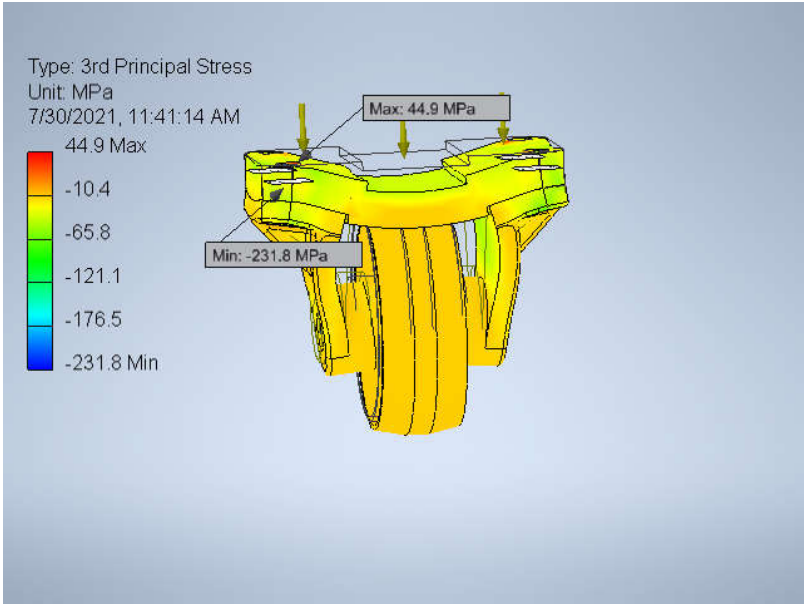 Type: 3rd Principal Stress
Unit: MPa
7/30/2021, 11:41:14 AM
44.9 Max
-10.4
-65.8
-121.1
-176.5
-231.8 Min
Max: 44.9 MPa
Min: -231.8 MPa